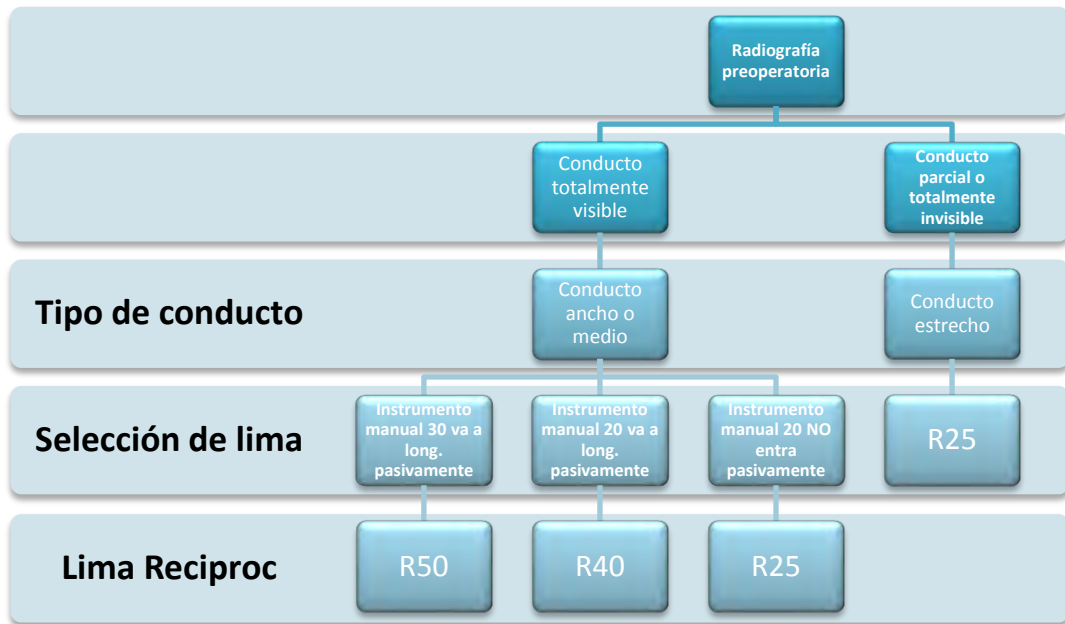 Radiografía
preoperatoria
Conducto
totalmente
visible
Conducto
parcial o
totalmente
invisible
Tipo de conducto
Conducto
ancho o
medio
Conducto
estrecho
Selección de lima
Instrumento
manual 30 va a
long.
pasivamente
Instrumento
manual 20 va a
long.
pasivamente
Instrumento
manual 20 NO
entra
pasivamente
R25
Lima Reciproc
R50
R40
R25